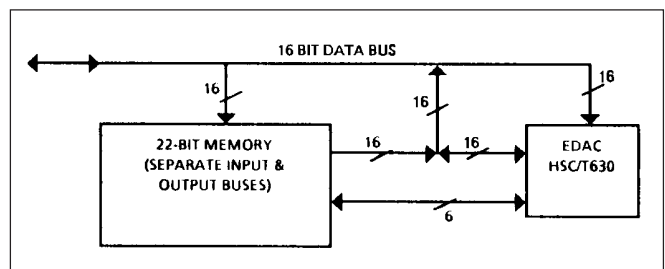 16 BIT DATA BUS
16
16
16
22-BIT MEMORY
(SEPARATE INPUT &
OUTPUT BUSES)
16
16
EDAC
HSC/T630
6